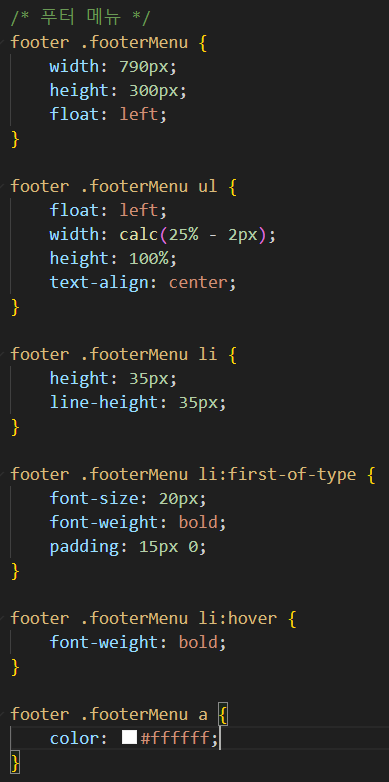 /* 푸터 메뉴 */
footer .footerMenu {
    width: 790px;
    height: 300px;
    float: left;
}

footer .footerMenu ul {
    float: left;
    width: calc(25% - 2px);
    height: 100%;
    text-align: center;
}

footer .footerMenu li {
    height: 35px;
    line-height: 35px;
}

footer .footerMenu li:first-of-type {
    font-size: 20px;
    font-weight: bold;
    padding: 15px 0;
}

footer .footerMenu li:hover {
    font-weight: bold;
}

footer .footerMenu a {
    color: #ffffff;
}